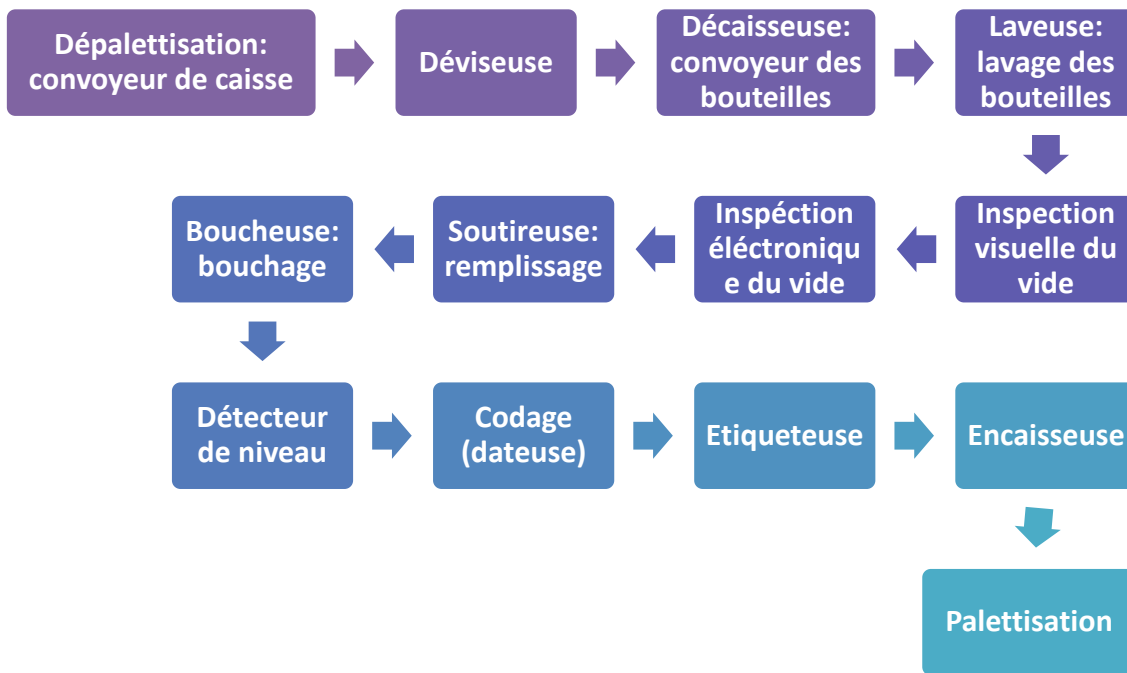 Dépalettisation:
convoyeur de caisse
Déviseuse
Décaisseuse:
convoyeur des
bouteilles
Laveuse:
lavage des
bouteilles
Inspection
visuelle du
vide
Inspéction
éléctroniqu
e du vide
Soutireuse:
remplissage
Boucheuse:
bouchage
Détecteur
de niveau
Codage
(dateuse)
Etiqueteuse
Encaisseuse
Palettisation